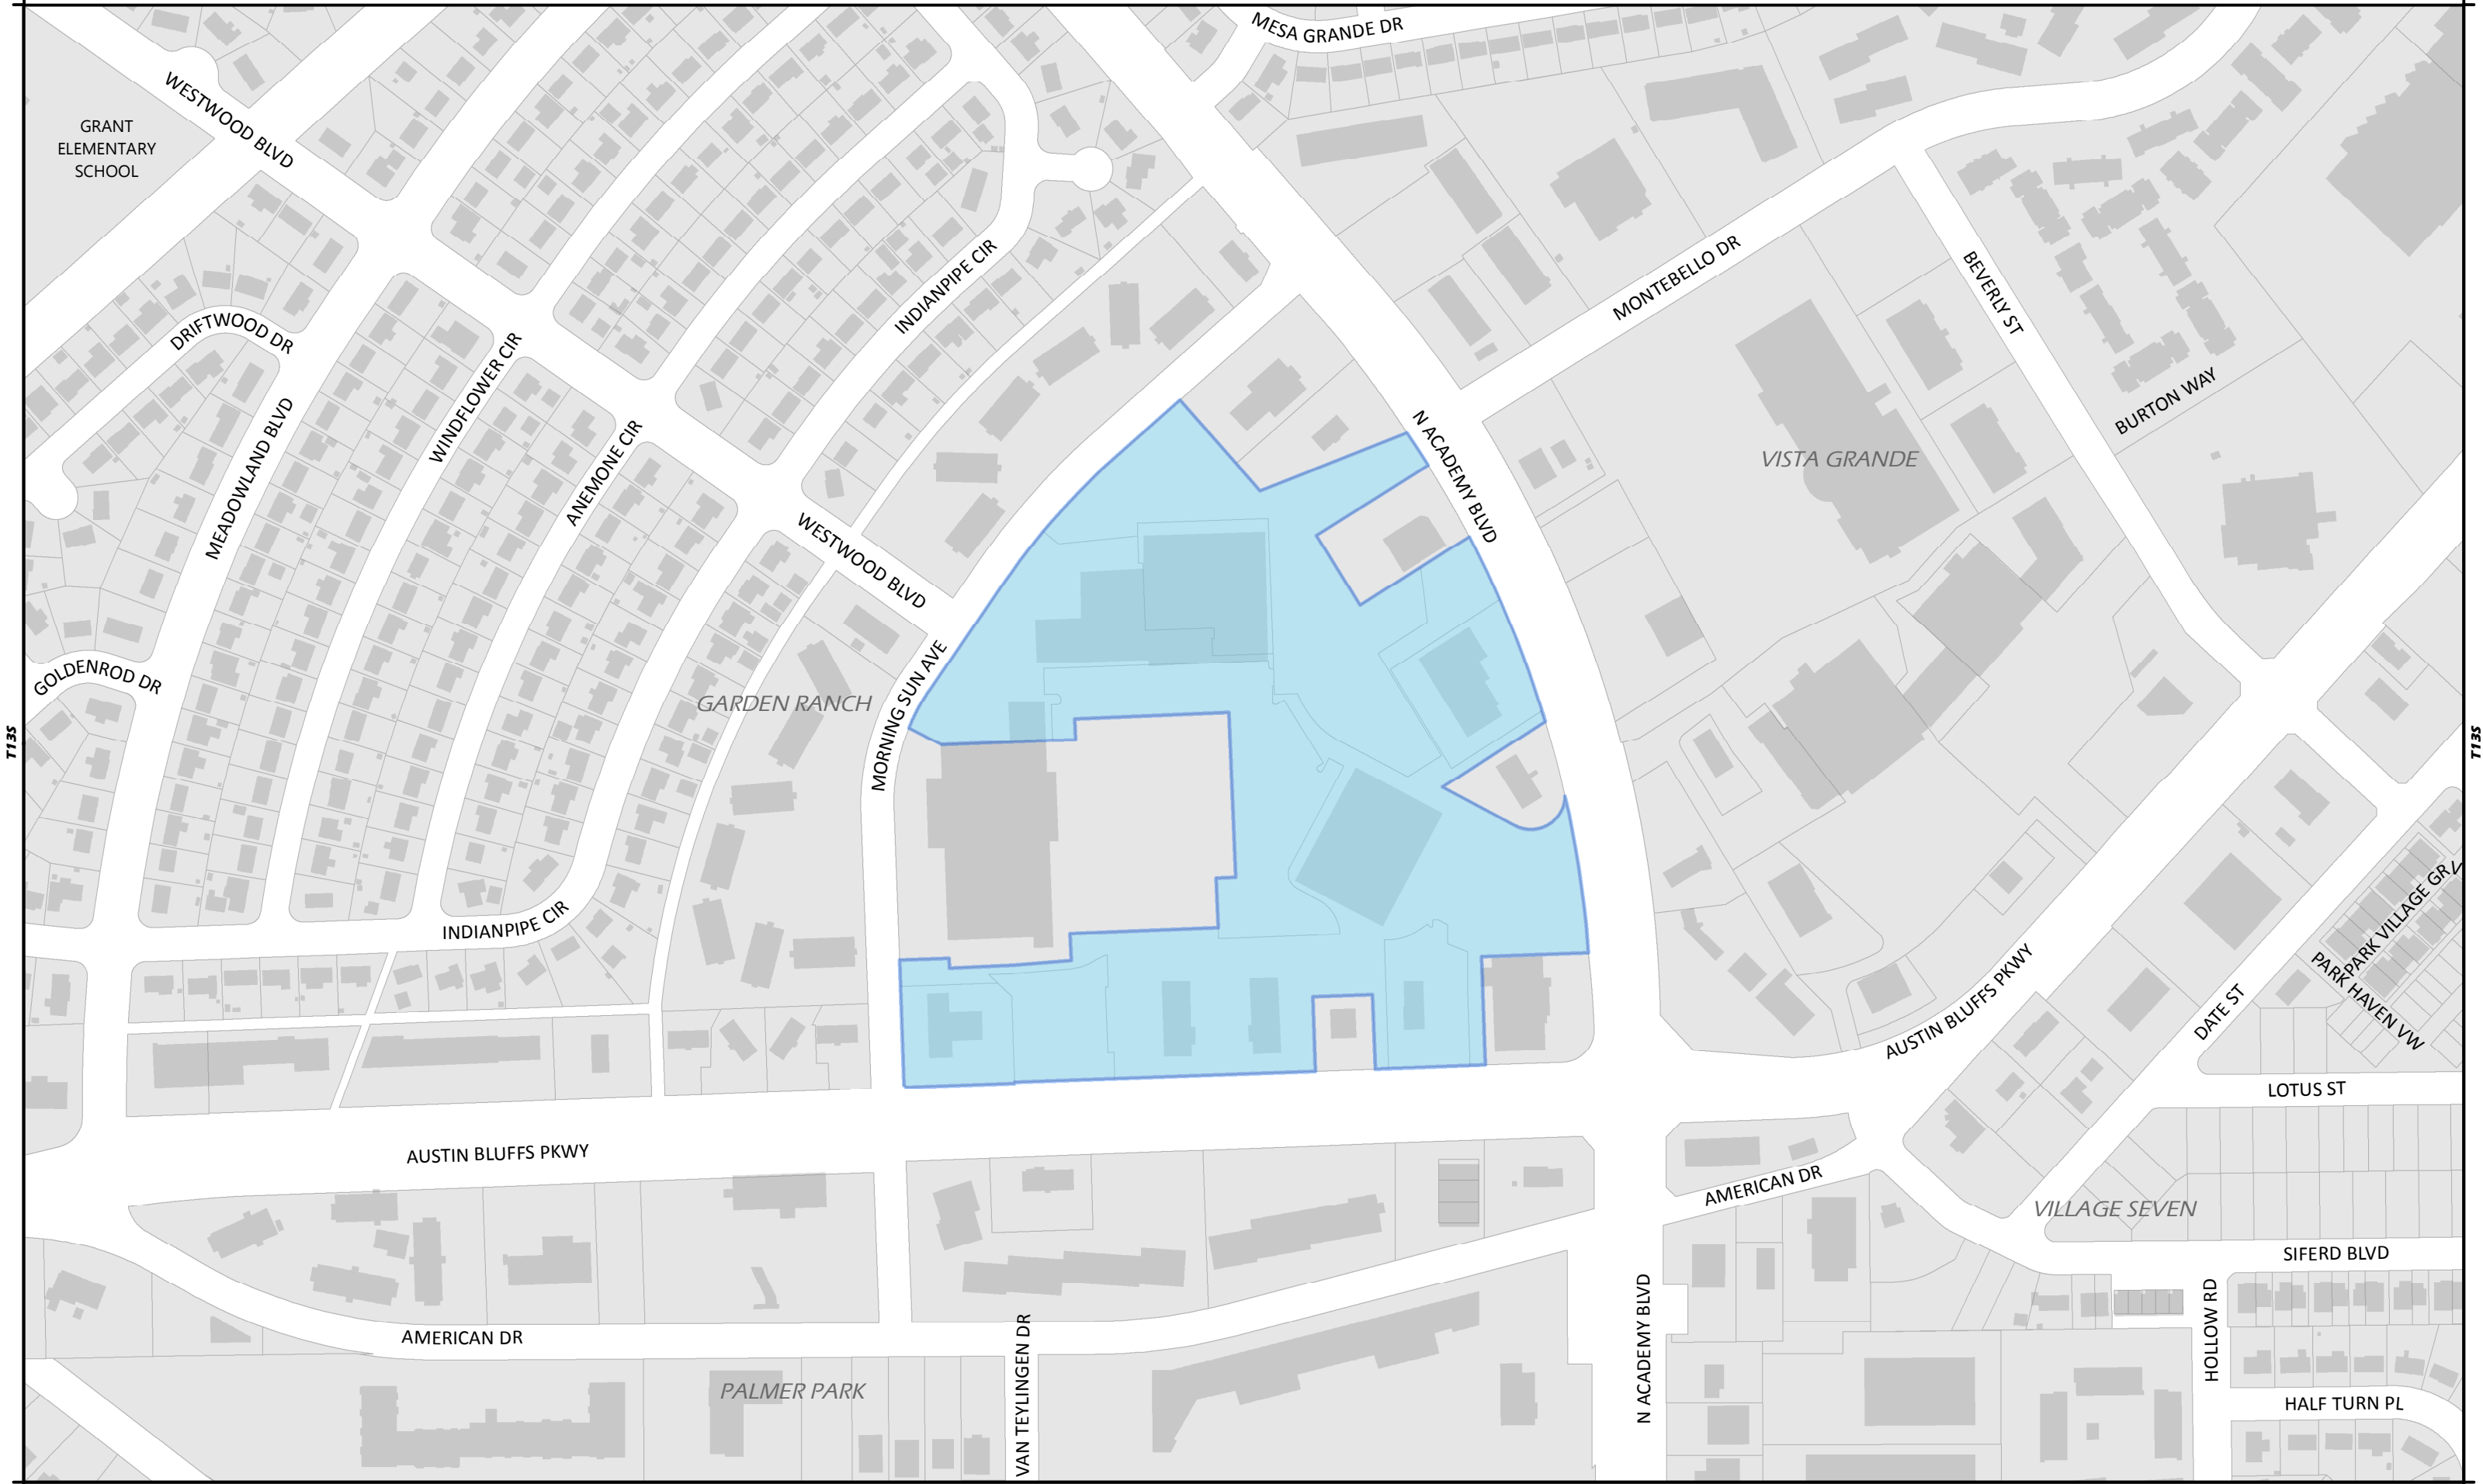 MESA GRANDE DR
WESTWOOD BLVD
GRANT
ELEMENTARY
SCHOOL
INDIANPIPE CIR
MONTEBELLO DR
BEVERLY ST
DRIFTWOOD DR
WINDFLOWER CIR
BURTON WAY
MEADOWLAND BLVD
ANEMONE CIR
N ACADEMY BLVD
VISTA GRANDE
WESTWOOD BLVD
GOLDENROD DR
GARDEN RANCH
MORNING SUN AVE
T13S
T13S
INDIANPIPE CIR
PARK VILLAGE GRV
PARK HAVEN VW
AUSTIN BLUFFS PKWY
DATE ST
LOTUS ST
AUSTIN BLUFFS PKWY
AMERICAN DR
VILLAGE SEVEN
SIFERD BLVD
N ACADEMY BLVD
HOLLOW RD
AMERICAN DR
VAN TEYLINGEN DR
PALMER PARK
HALF TURN PL